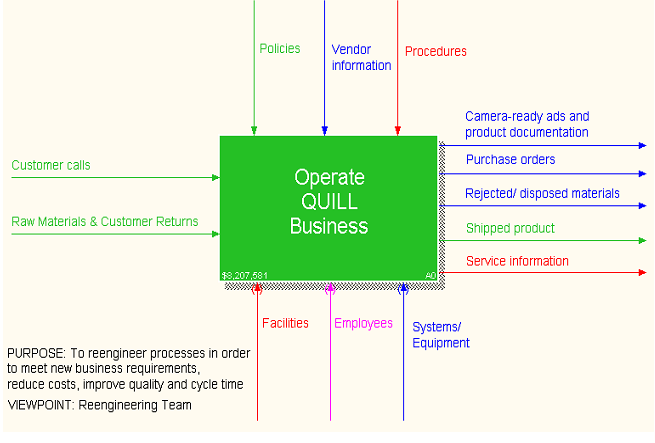 Policies
Vendor
information
Procedures
Camera-ready ads and
product documentation
Purchase orders
Customer calls
Operate
QUILL
Business
Rejected/ disposed materials
Raw Materials & Customer Returns
Shipped product
Service information
$8,207,581
A0
Facilities
Employees
Systems/
Equipment
PURPOSE: To reengineer processes in order
to meet new business requirements,
reduce costs, improve quality and cycle time
VIEWPOINT: Reengineering Team